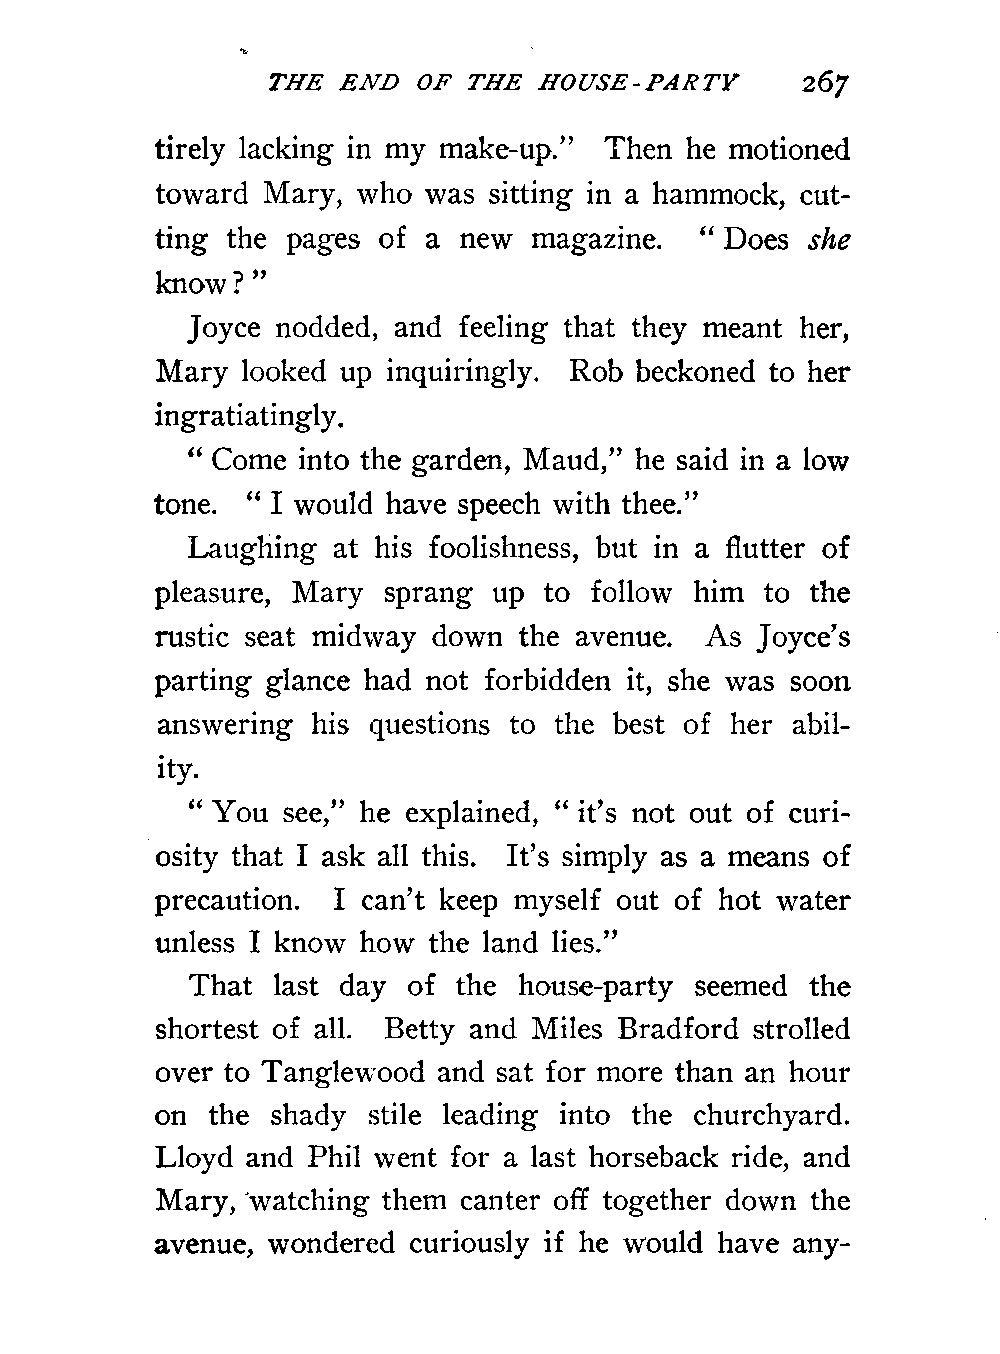 THE END OF THE HOUSE-PARTY 267
tirely lacking in my make-up.” Then he motioned
toward Mary, who was sitting in a hammock, cut-
ting the pages of a new magazine. “ Does she
know ? ”
Joyce nodded, and feeling that they meant her,
Mary looked up inquiringly. Rob beckoned to her
ingratiatingly.
“ Come into the garden, Maud,” he said in a low
tone. “ I would have speech with thee.”
Laughing at his foolishness, but in a flutter of
pleasure, Mary sprang up to follow him to the
rustic seat midway down the avenue. As Joyce’s
parting glance had not forbidden it, she was soon
answering his questions to the best of her abil-
ity.
“ You see,” he explained, “ it’s not out of curi-
osity that I ask all this. It’s simply as a means of
precaution. I can’t keep myself out of hot water
unless I know how the land lies.”
That last day of the house-party seemed the
shortest of all. Betty and Miles Bradford strolled
over to Tanglewood and sat for more than an hour
on the shady stile leading into the churchyard.
Lloyd and Phil went for a last horseback ride, and
Mary, watching them canter off together down the
avenue, wondered curiously if he would have any-